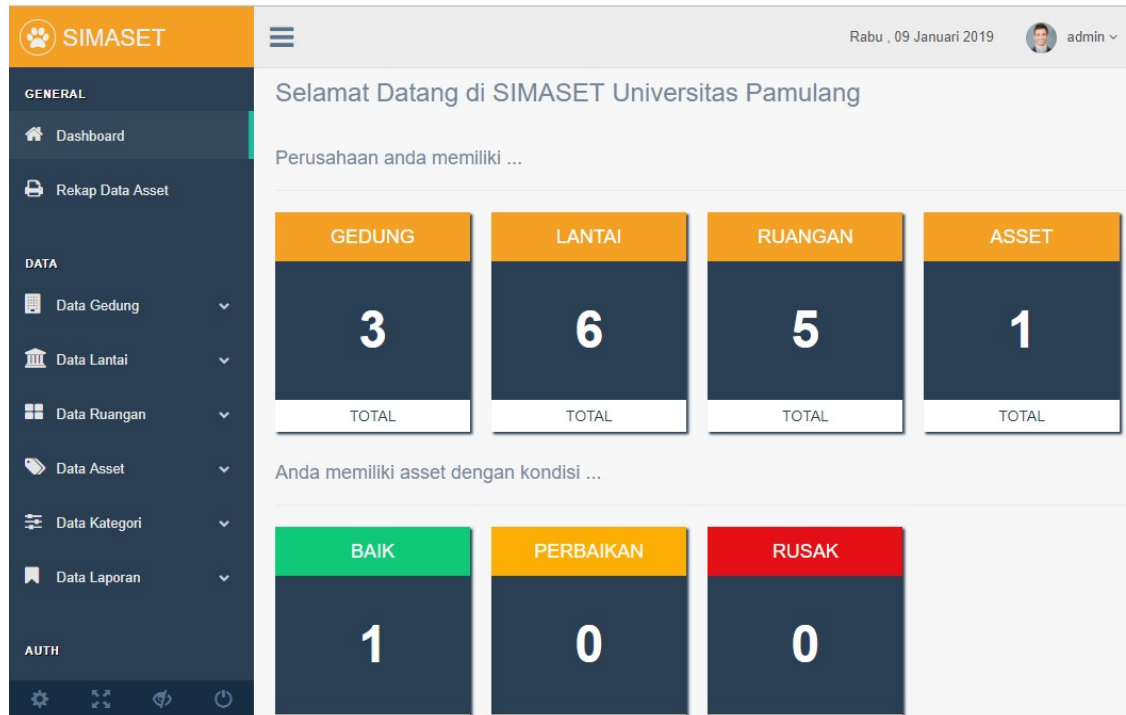 SIMASET
Rabu , 09 Januari 2019
admin
GENERAL
Dashboard
Rekap Data Asset
DATA
Data Gedung
Data Lantai
Data Ruangan
Data Asset
Data Kategori
Data Laporan
AUTH
Selamat Datang di SIMASET Universitas Pamulang
Perusahaan anda memiliki ...
GEDUNG
3
TOTAL
LANTAI
6
TOTAL
RUANGAN
5
TOTAL
ASSET
1
TOTAL
Anda memiliki asset dengan kondisi ...
BAIK
1
PERBAIKAN
0
RUSAK
0